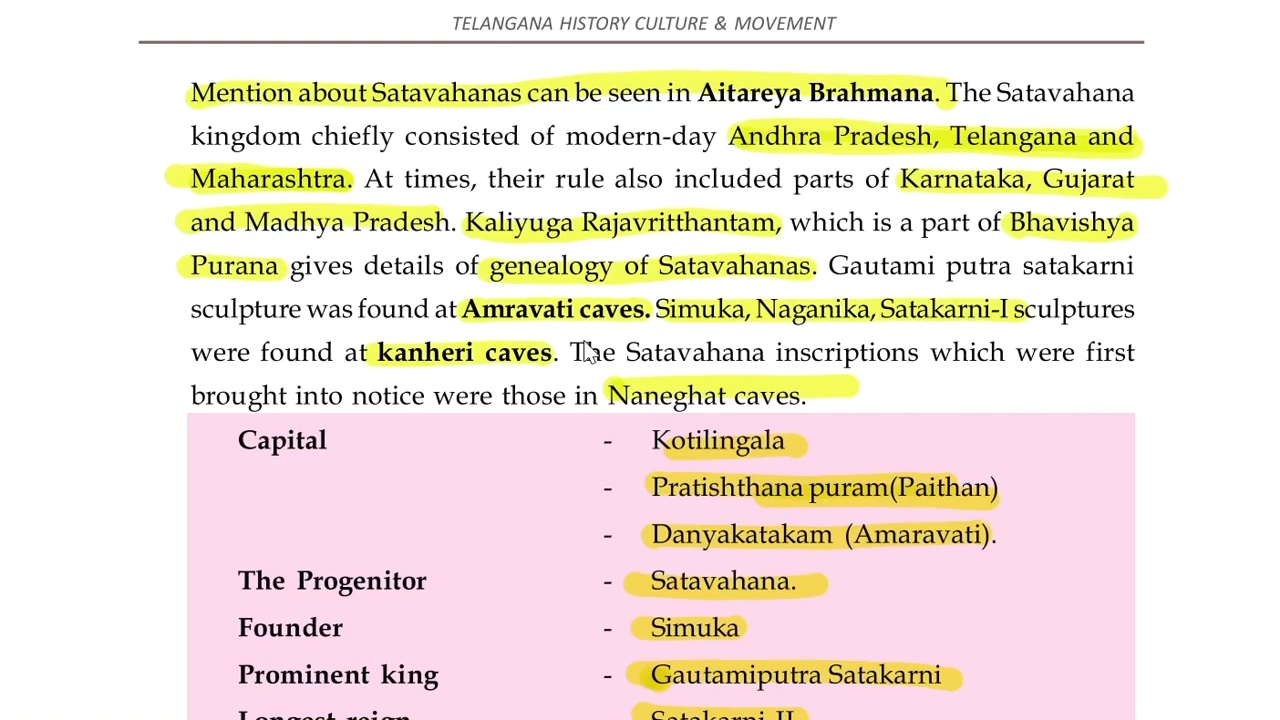 TELANGANA HISTORY CULTURE & MOVEMENT
Mention about Satavahanas can be seen in Aitareya Brahmana. The Satavahana
kingdom chiefly consisted of modern-day Andhra Pradesh, Telangana and
Maharashtra. At times, their rule also included parts of Karnataka, Gujarat
and Madhya Pradesh. Kaliyuga Rajavritthantam, which is a part of Bhavishya
Purana gives details of genealogy of Satavahanas. Gautami putra satakarni
sculpture was found at Amravati caves. Simuka, Naganika, Satakarni-I sculptures
were found at kanheri caves. The Satavahana inscriptions which were first
brought into notice were those in Naneghat caves.
Capital - Kotilingala
- Pratishthana puram(Paithan)
- Danyakatakam (Amaravati).
The Progenitor - Satavahana.
Founder - Simuka
Prominent king - Gautamiputra Satakarni
Longest reign - Satakarni-II